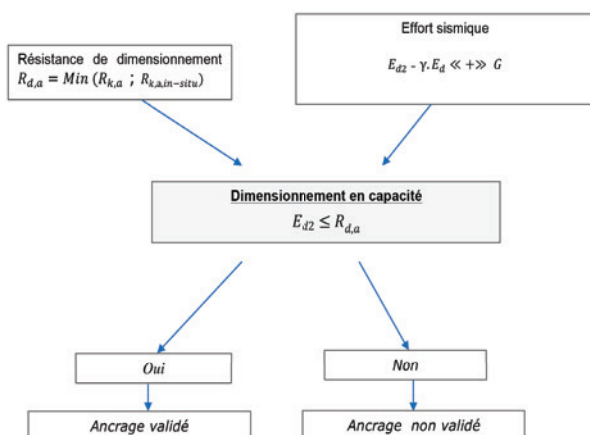 Résistance de dimensionnement
R_{d,a} = Min (R_{k,a} ; R_{k,a,in-situ})
Effort sismique
E_{d2} - γ.E_d « + » G
Dimensionnement en capacité
E_{d2} ≤ R_{d,a}
Oui
Non
Ancrage validé
Ancrage non validé